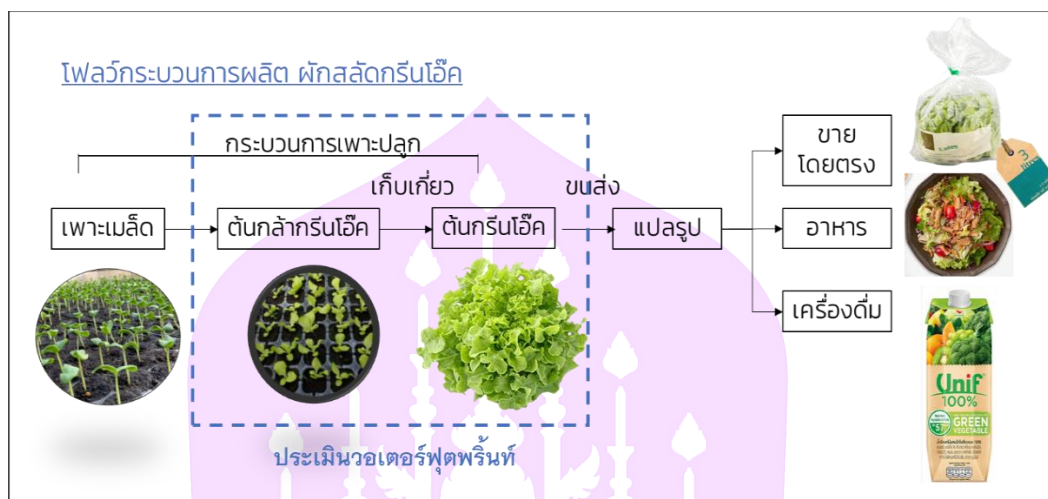 โฟลว์กระบวนการผลิต ผักสลัดกรีนโอ๊ค
กระบวนการเพาะปลูก
เก็บเกี่ยว
ขนส่ง
เพาะเมล็ด
ต้นกล้ากรีนโอ๊ค
ต้นกรีนโอ๊ค
แปลรูป
ขาย
โดยตรง
อาหาร
เครื่องดื่ม
ประเมินวอเตอร์ฟุตพริ้นท์
Unif
100%
GREEN
VEGETABLE